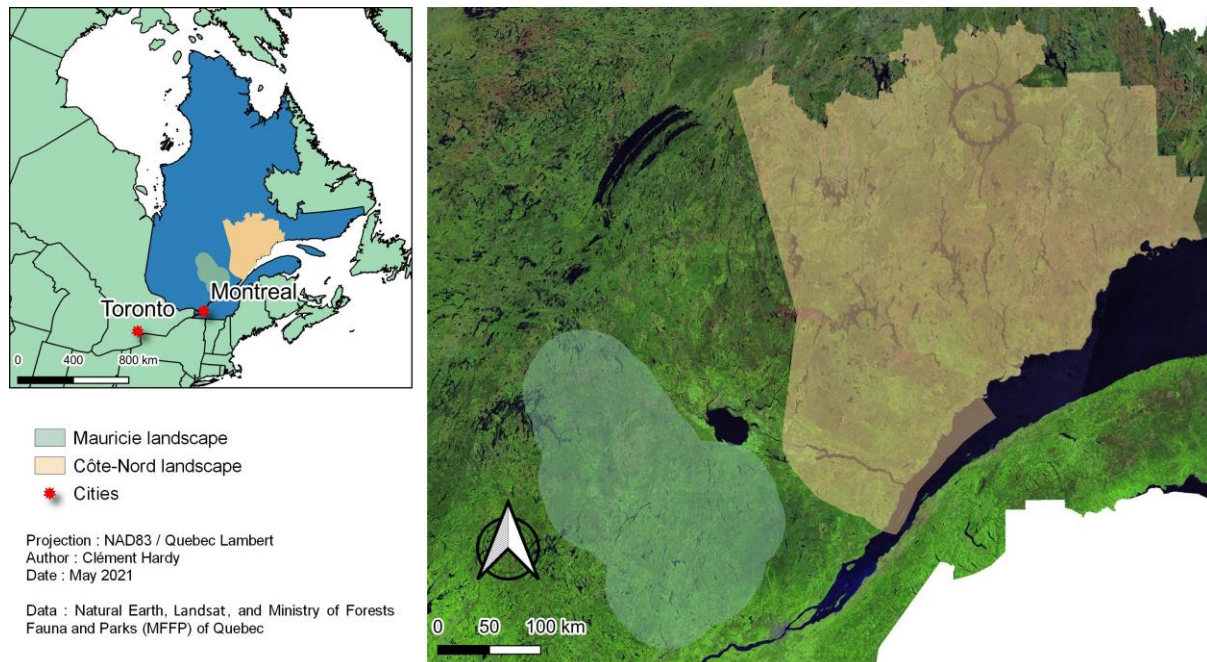 Toronto
Montreal
0 400 800 km
Mauricie landscape
Côte-Nord landscape
Cities
Projection : NAD83 / Quebec Lambert
Author : Clément Hardy
Date : May 2021
Data : Natural Earth, Landsat, and Ministry of Forests
Fauna and Parks (MFFP) of Quebec
0 50 100 km